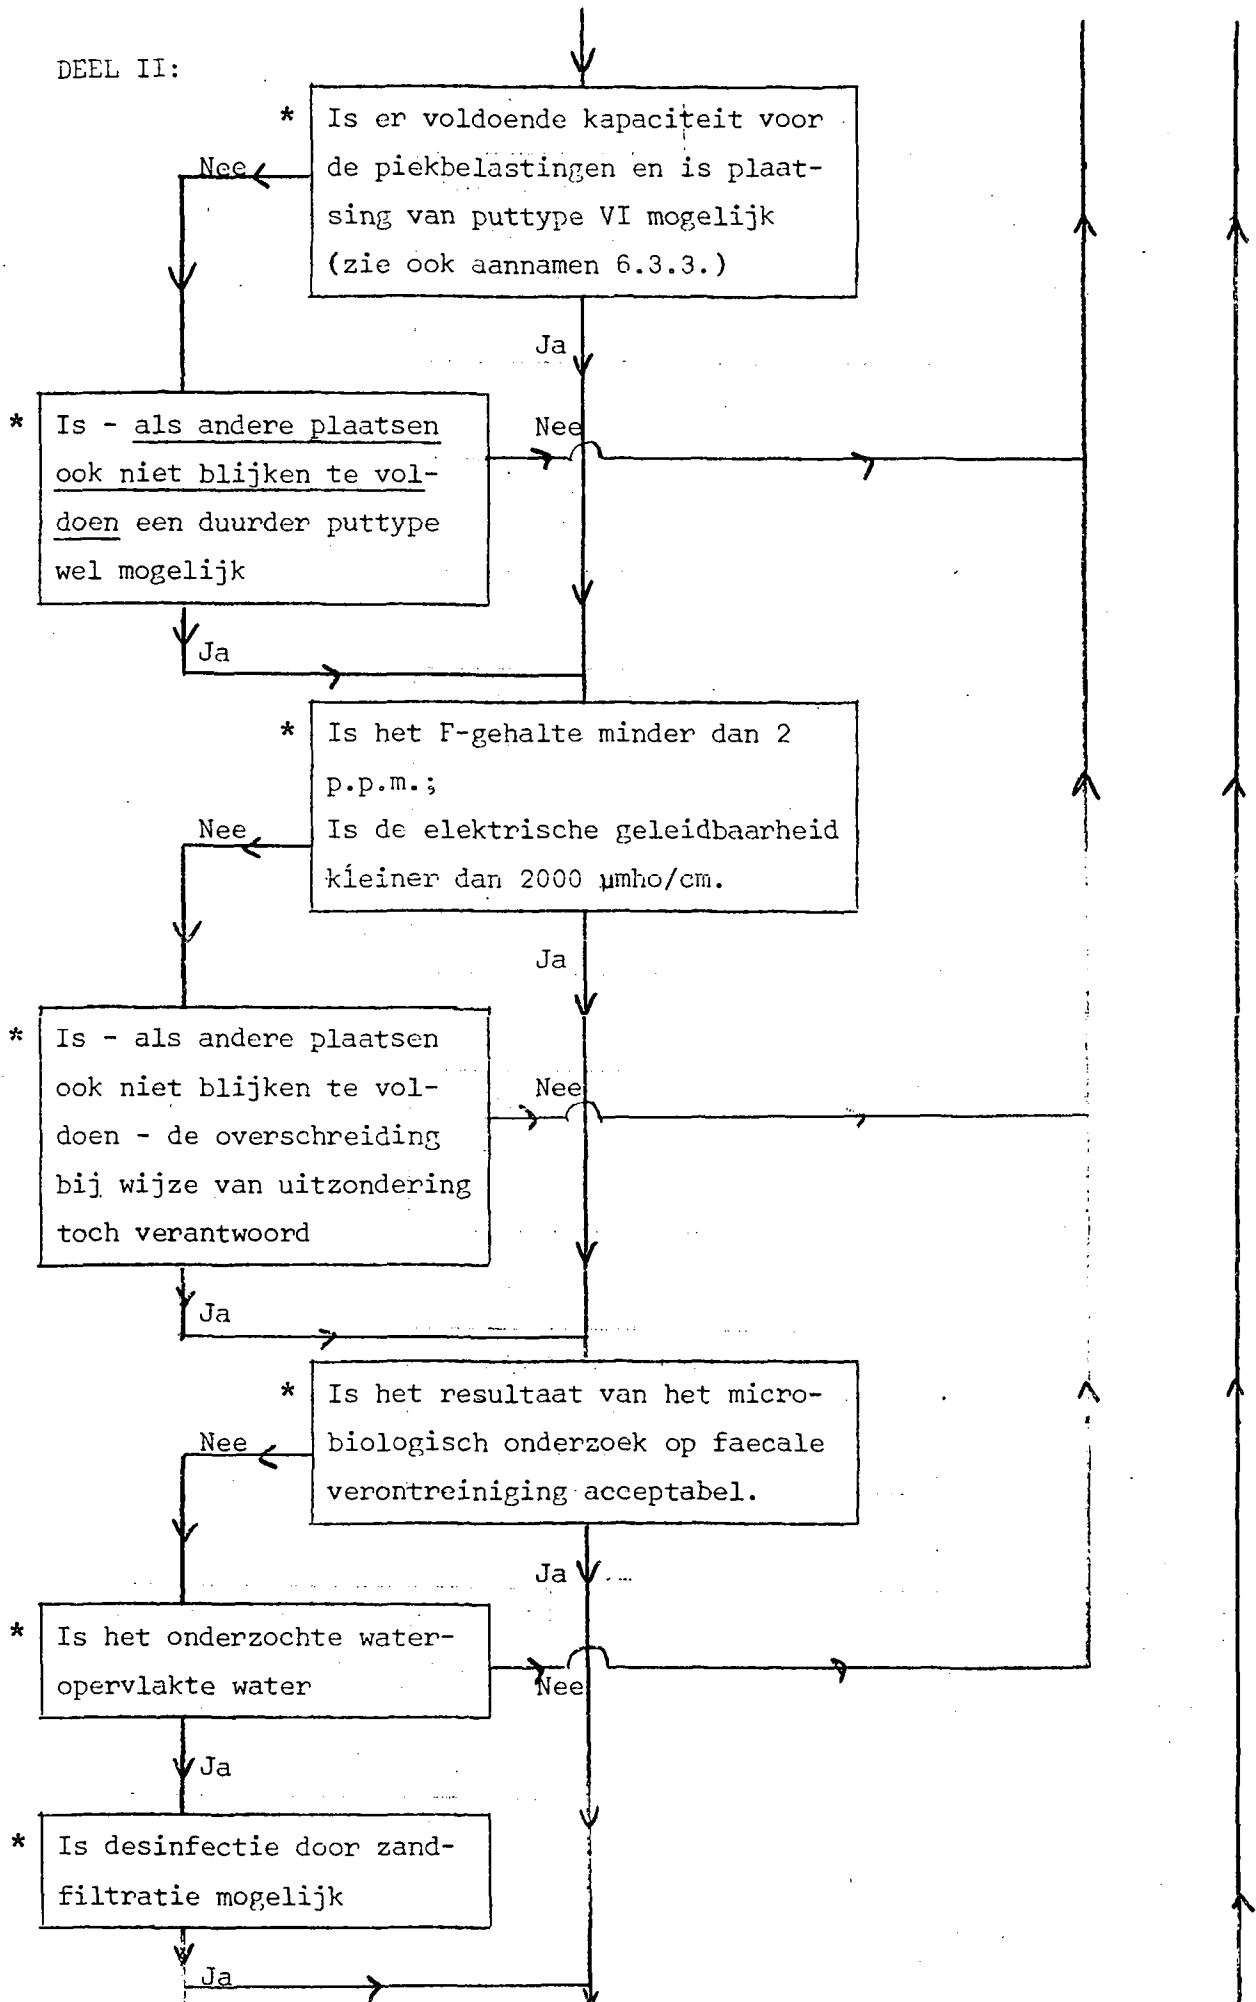 DEEL II:
* Is er voldoende kapaciteit voor
de piekbelastingen en is plaat-
sing van puttype VI mogelijk
(zie ook aannamen 6.3.3.)
Nee
Ja
* Is - als andere plaatsen
ook niet blijken te vol-
doen een duurder puttype
wel mogelijk
Nee
Ja
* Is het F-gehalte minder dan 2
p.p.m.;
Is de elektrische geleidbaarheid
kleiner dan 2000 µmho/cm.
Nee
Ja
* Is - als andere plaatsen
ook niet blijken te vol-
doen - de overschreiding
bij wijze van uitzondering
toch verantwoord
Nee
Ja
* Is het resultaat van het micro-
biologisch onderzoek op faecale
verontreiniging acceptabel.
Nee
Ja
* Is het onderzochte water-
opervlakte water
Nee
Ja
* Is desinfectie door zand-
filtratie mogelijk
Ja